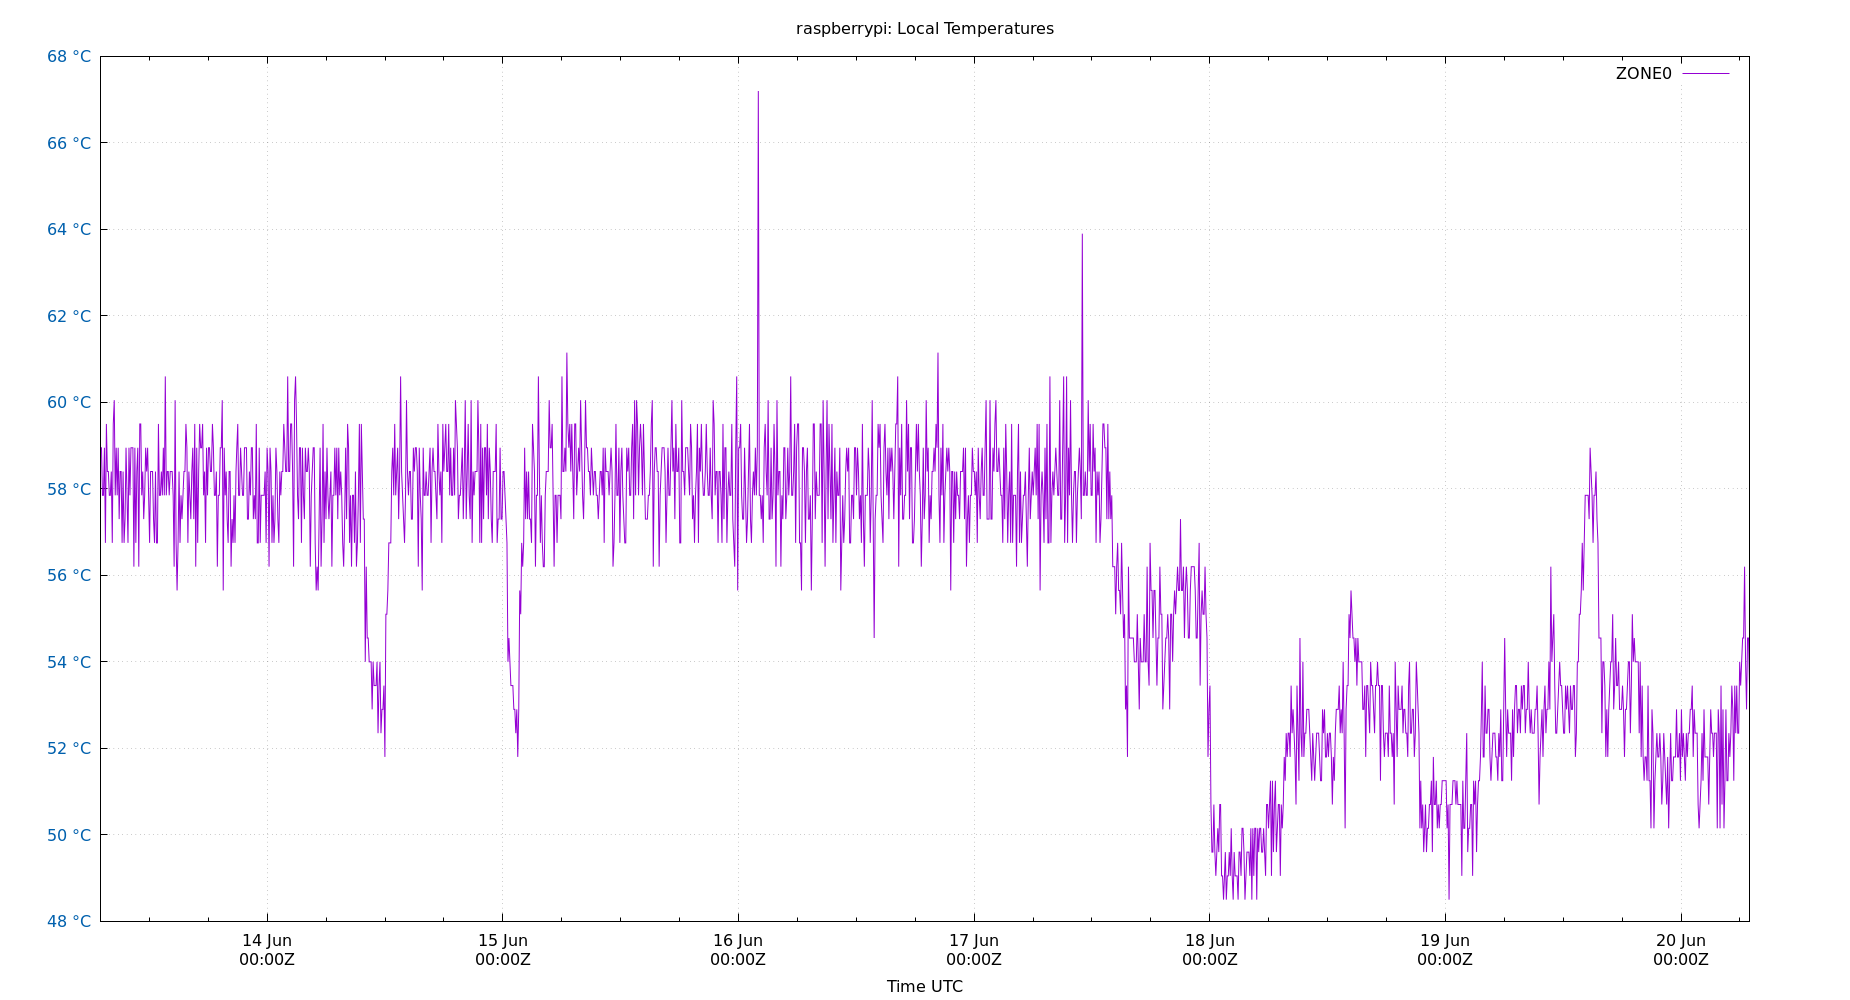 raspberrypi: Local Temperatures
ZONE0
68 °C
66 °C
64 °C
62 °C
60 °C
58 °C
56 °C
54 °C
52 °C
50 °C
48 °C
14 Jun 15 Jun 16 Jun 17 Jun 18 Jun 19 Jun 20 Jun
00:00Z 00:00Z 00:00Z 00:00Z 00:00Z 00:00Z 00:00Z
Time UTC